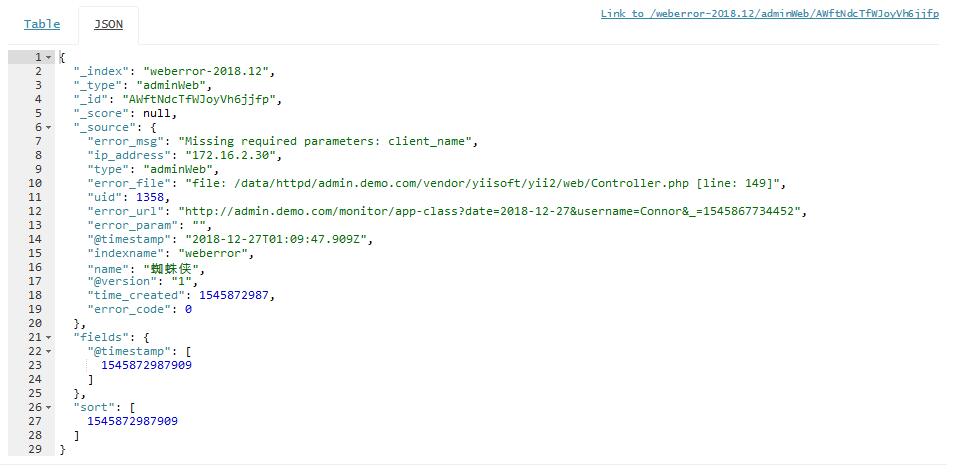 Table JSON Link to /weberror-2018.12/adminWeb/AWftNdcTfWJoyVh6jjfp
1 {
2 "_index": "weberror-2018.12",
3 "_type": "adminWeb",
4 "_id": "AWftNdcTfWJoyVh6jjfp",
5 "_score": null,
6 "_source": {
7 "error_msg": "Missing required parameters: client_name",
8 "ip_address": "172.16.2.30",
9 "type": "adminWeb",
10 "error_file": "file: /data/httpd/admin.demo.com/vendor/yiisoft/yii2/web/Controller.php [line: 149]",
11 "uid": 1358,
12 "error_url": "http://admin.demo.com/monitor/app-class?date=2018-12-27&username=Connor&_=1545867734452",
13 "error_param": "",
14 "@timestamp": "2018-12-27T01:09:47.909Z",
15 "indexname": "weberror",
16 "name": "蜘蛛侠",
17 "@version": "1",
18 "time_created": 1545872987,
19 "error_code": 0
20 },
21 "fields": {
22 "@timestamp": [
23 1545872987909
24 ]
25 },
26 "sort": [
27 1545872987909
28 ]
29 }